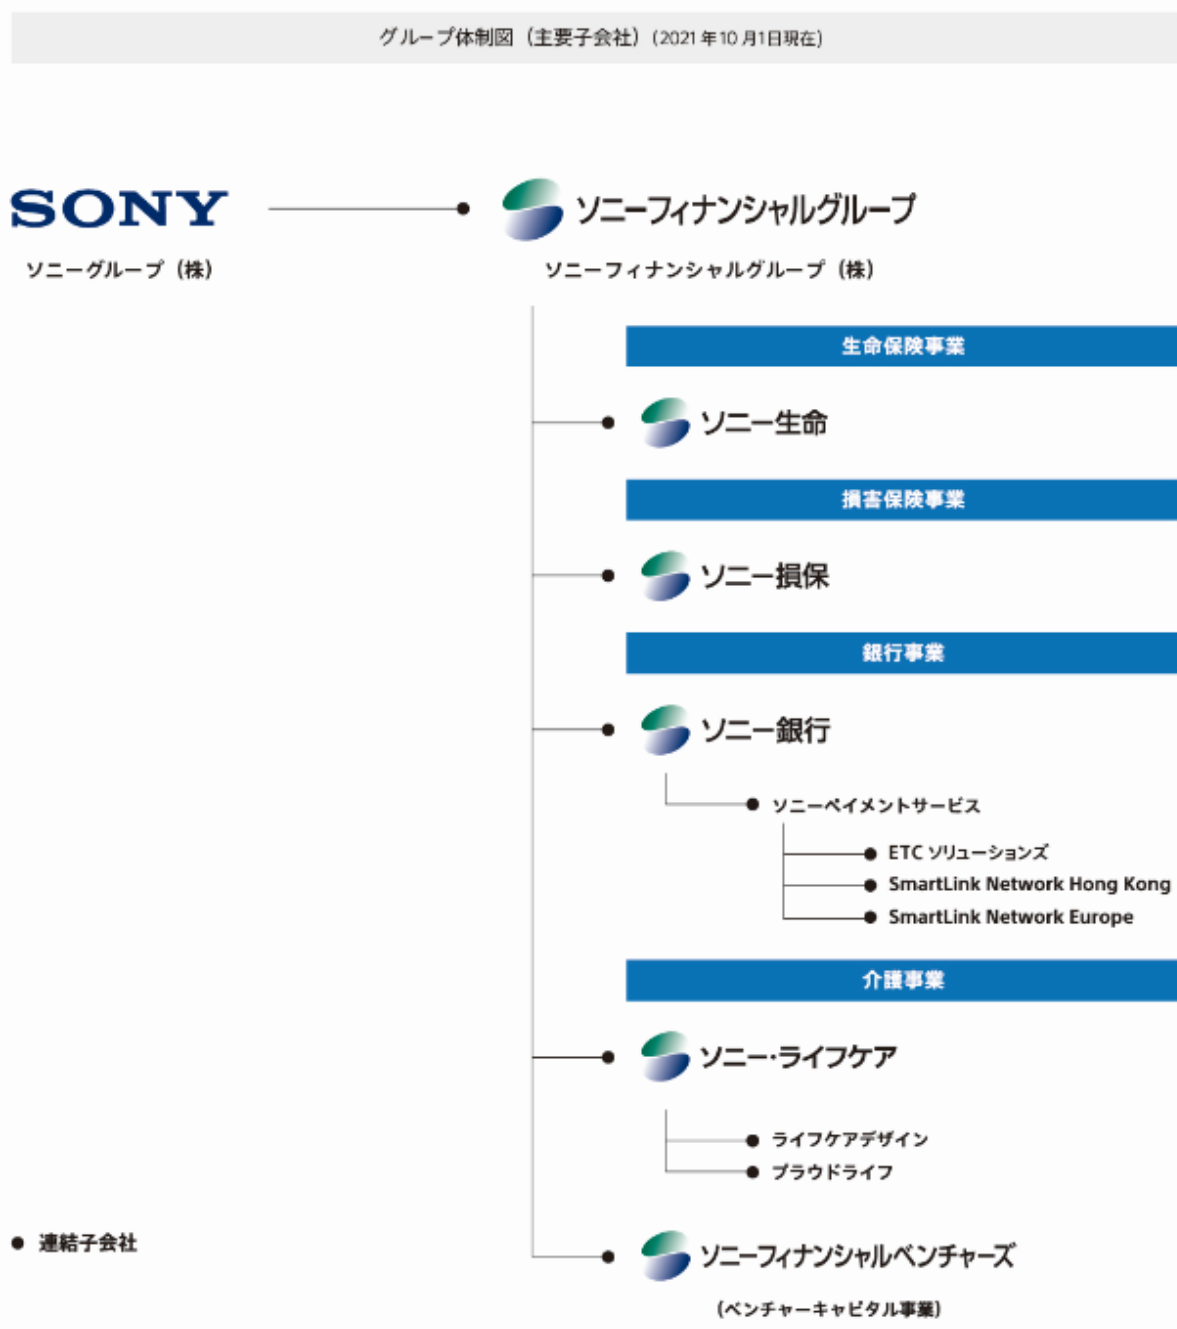 グループ体制図（主要子会社）(2021年10月1日現在)
SONY
ソニーフィナンシャルグループ
ソニーグループ（株）
ソニーフィナンシャルグループ（株）
生命保険事業
ソニー生命
損害保険事業
ソニー損保
銀行事業
ソニー銀行
ソニーペイメントサービス
ETC ソリューションズ
SmartLink Network Hong Kong
SmartLink Network Europe
介護事業
ソニー・ライフケア
ライフケアデザイン
プラウドライフ
連結子会社
ソニーフィナンシャルベンチャーズ
(ベンチャーキャピタル事業)